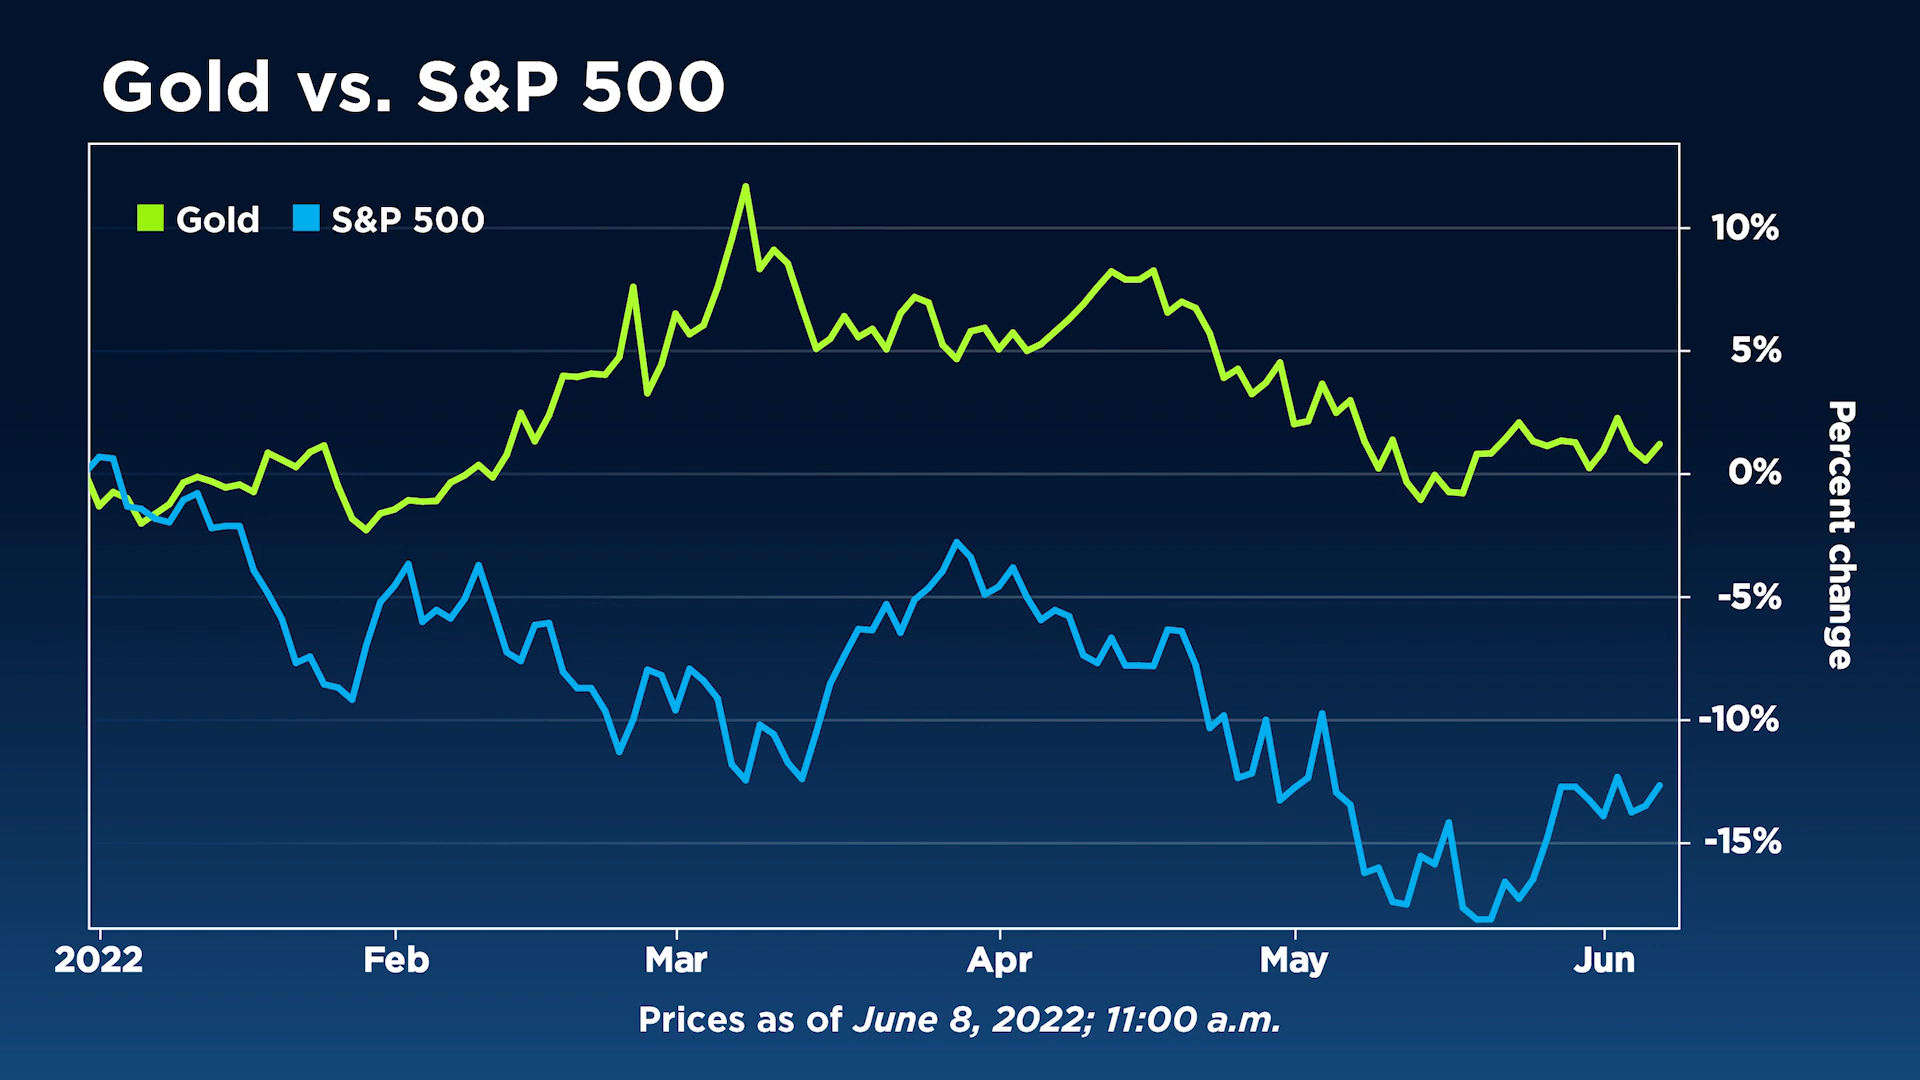 Gold vs. S&P 500
Gold S&P 500
10%
5%
0%
-5%
-10%
-15%
Percent change
2022 Feb Mar Apr May Jun
Prices as of June 8, 2022; 11:00 a.m.